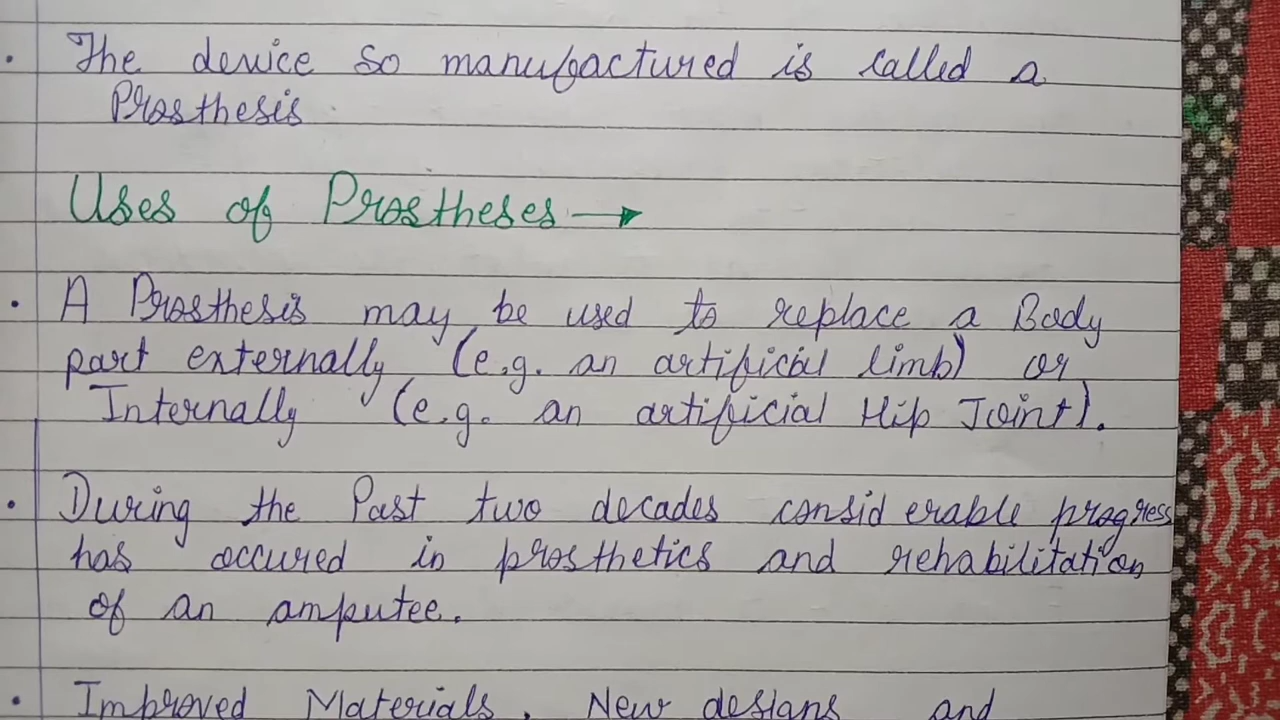 • The device so manufactured is called a
Prosthesis
Uses of Prostheses →
• A Prosthesis may be used to replace a Body
part externally (e.g. an artificial limb) or
Internally (e.g. an artificial Hip Joint).
• During the Past two decades consid erable progress
has occured in prosthetics and rehabilitation
of an amputee.
• Improved Materials, New designs and